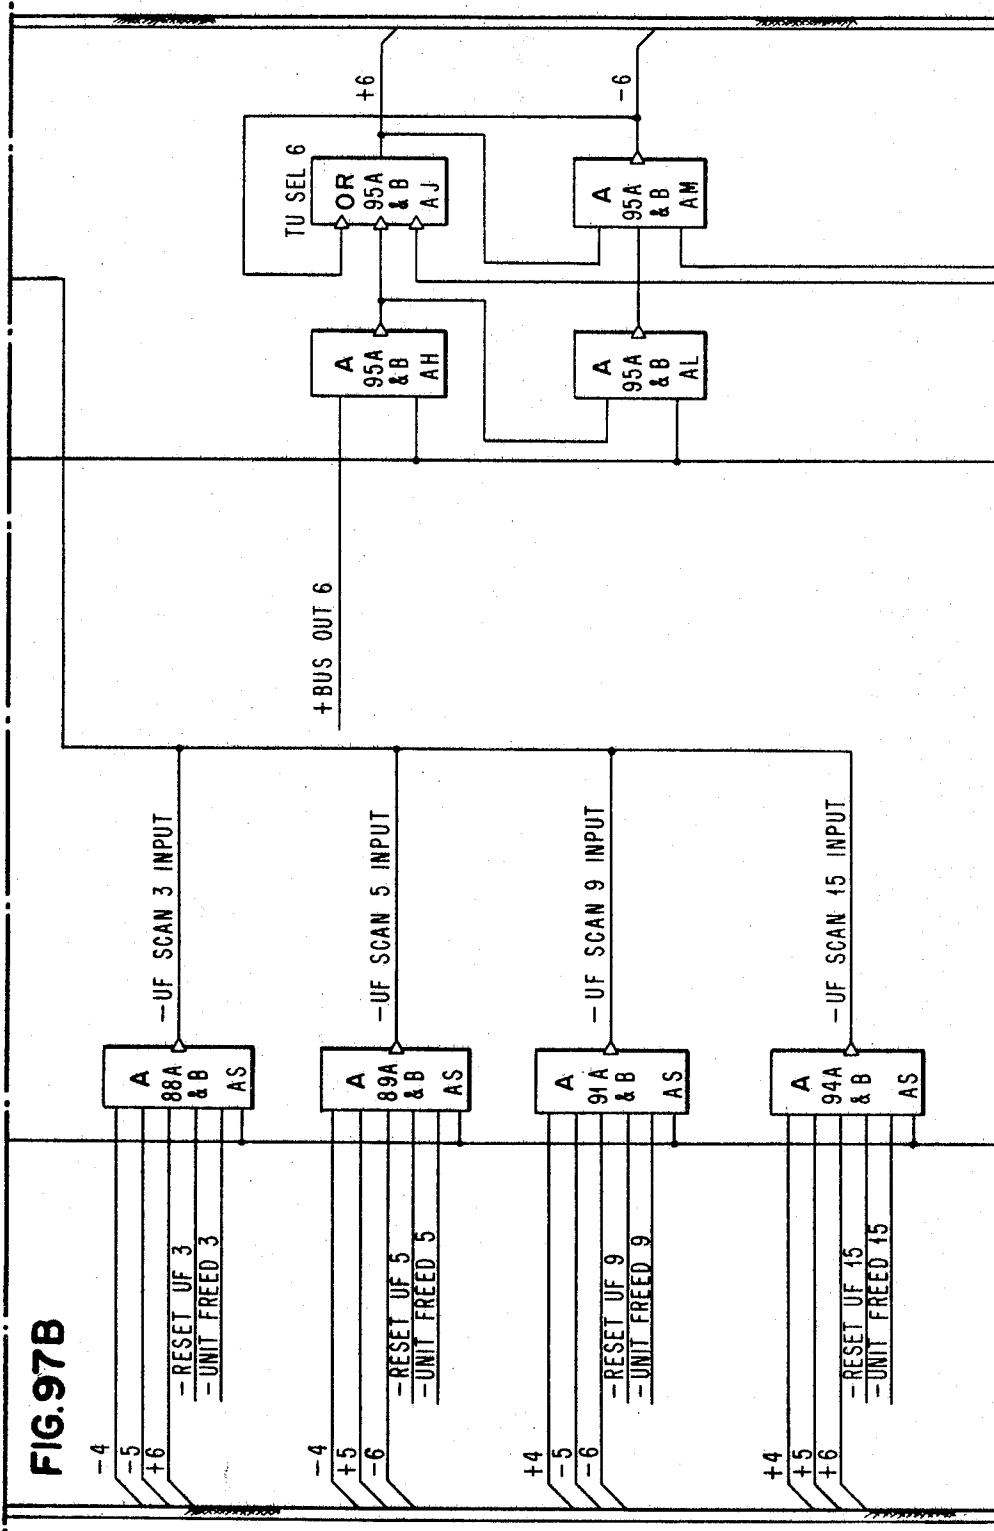 FIG.97B
-4
-5
+6
-RESET UF 3
-UNIT FREED 3
A
88A
& B
AS
-UF SCAN 3 INPUT
-4
+5
-6
-RESET UF 5
-UNIT FREED 5
A
89A
& B
AS
-UF SCAN 5 INPUT
+4
-5
-6
-RESET UF 9
-UNIT FREED 9
A
91A
& B
AS
-UF SCAN 9 INPUT
+4
+5
+6
-RESET UF 15
-UNIT FREED 15
A
94A
& B
AS
-UF SCAN 15 INPUT
+BUS OUT 6
A
95A
& B
AH
TU SEL 6
OR
95A
& B
AJ
+6
A
95A
& B
AL
A
95A
& B
AM
-6